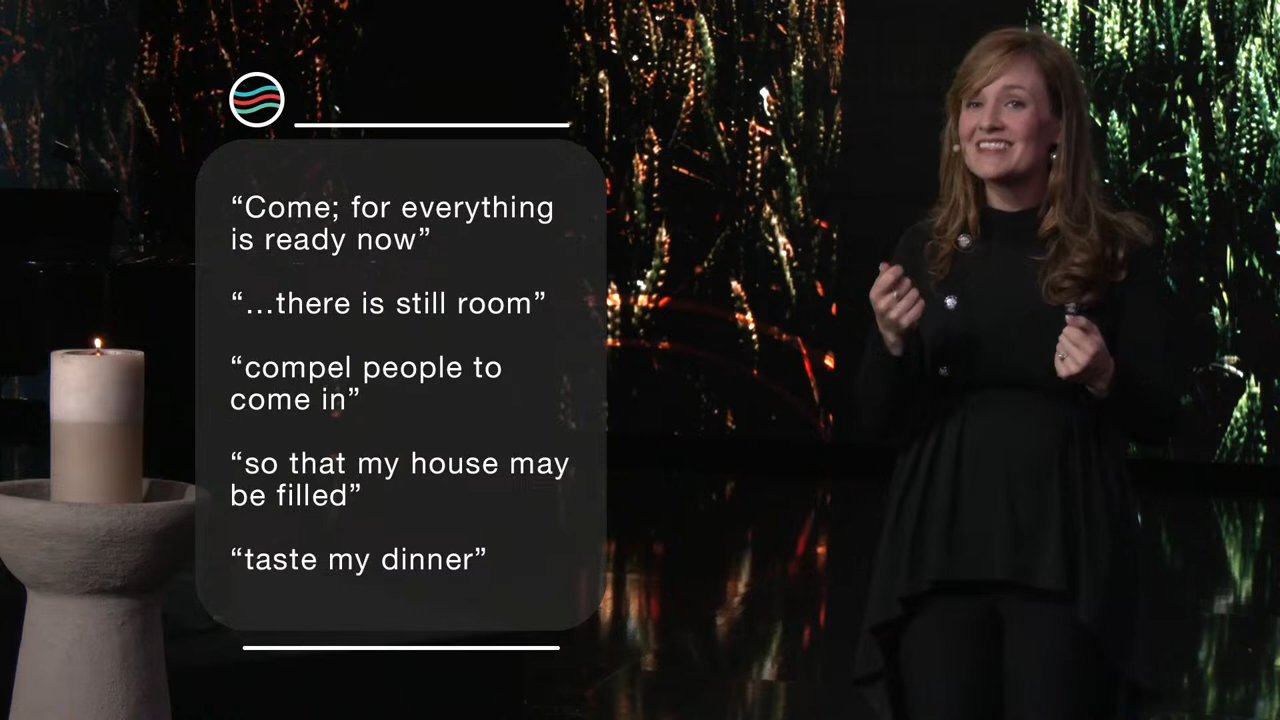 “Come; for everything
is ready now”
“...there is still room”
“compel people to
come in”
“so that my house may
be filled”
“taste my dinner”